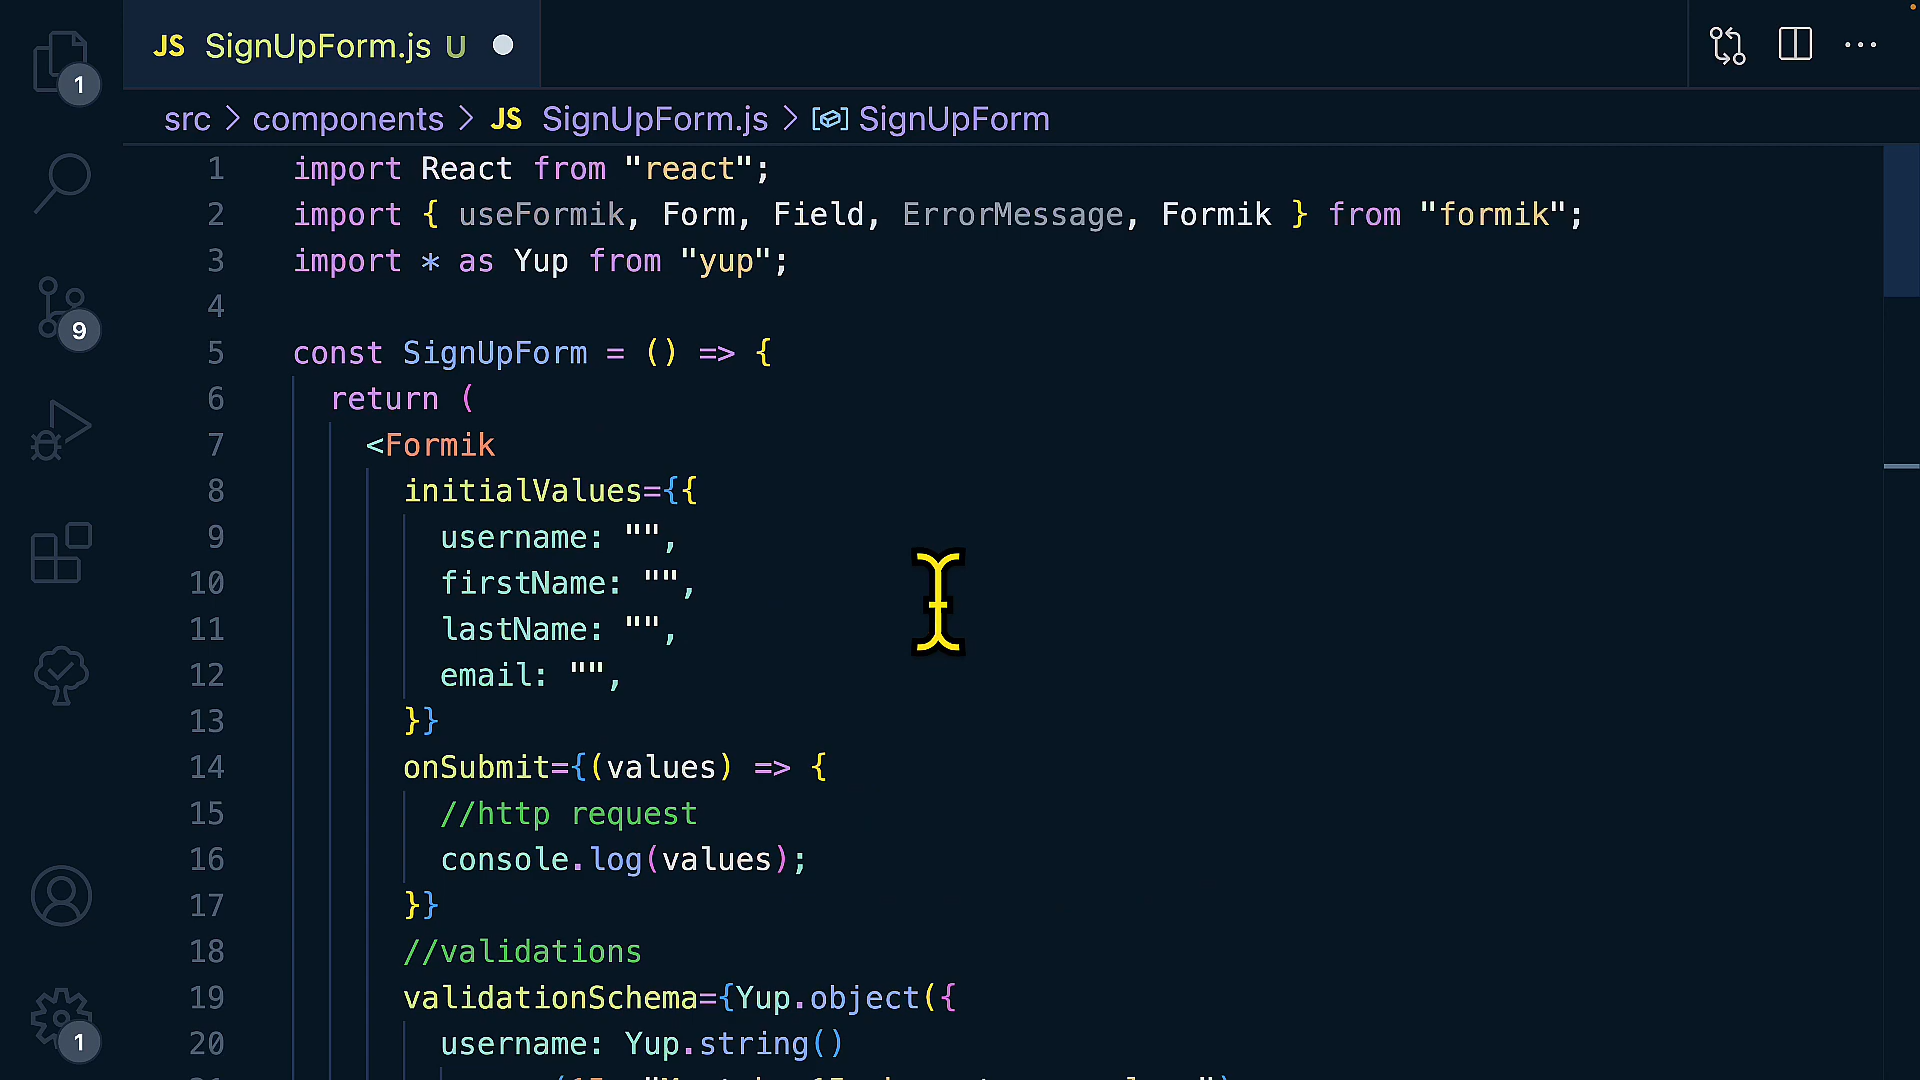 JS SignUpForm.js U
1
src > components > JS SignUpForm.js > SignUpForm
1 import React from "react";
2 import { useFormik, Form, Field, ErrorMessage, Formik } from "formik";
3 import * as Yup from "yup";
4
5 const SignUpForm = () => {
6 return (
7 <Formik
8 initialValues={{
9 username: "",
10 firstName: "",
11 lastName: "",
12 email: "",
13 }}
14 onSubmit={(values) => {
15 //http request
16 console.log(values);
17 }}
18 //validations
19 validationSchema={Yup.object({
20 username: Yup.string()
9
1